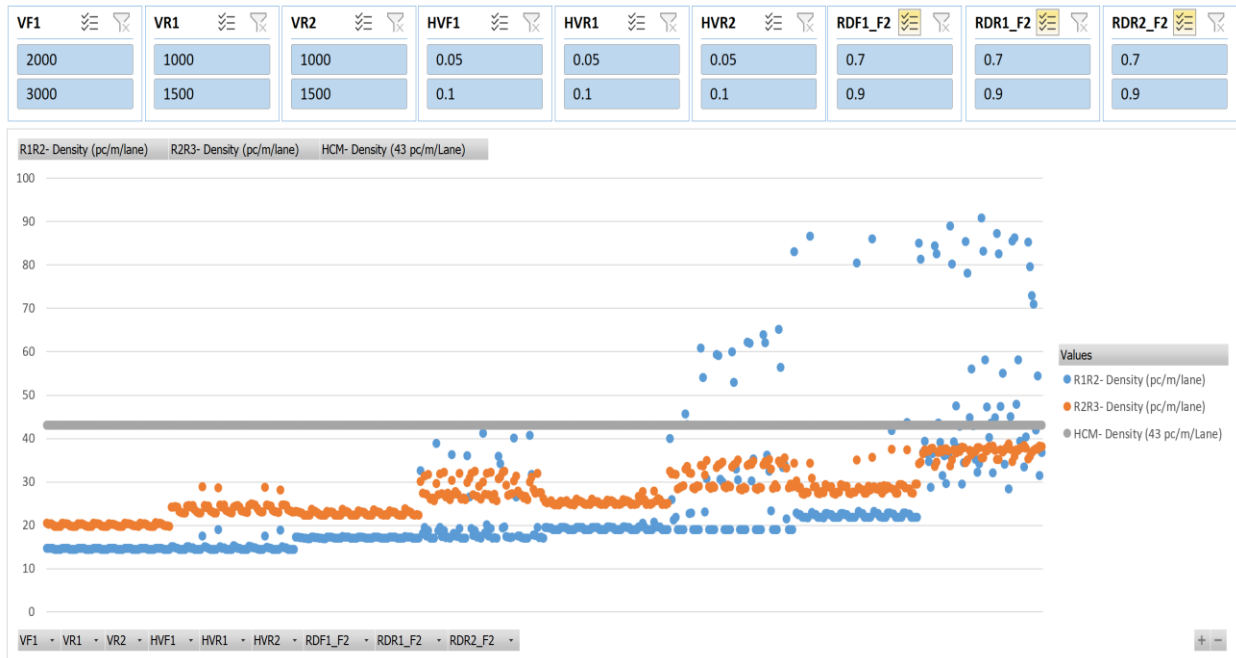 VF1 VR1 VR2 HVF1 HVR1 HVR2 RDF1_F2 RDR1_F2 RDR2_F2
2000 1000 1000 0.05 0.05 0.05 0.7 0.7 0.7
3000 1500 1500 0.1 0.1 0.1 0.9 0.9 0.9
R1R2- Density (pc/m/lane) R2R3- Density (pc/m/lane) HCM- Density (43 pc/m/Lane)
100
90
80
70
60
50
40
30
20
10
0
Values
R1R2- Density (pc/m/lane)
R2R3- Density (pc/m/lane)
HCM- Density (43 pc/m/Lane)
VF1 VR1 VR2 HVF1 HVR1 HVR2 RDF1_F2 RDR1_F2 RDR2_F2 + −